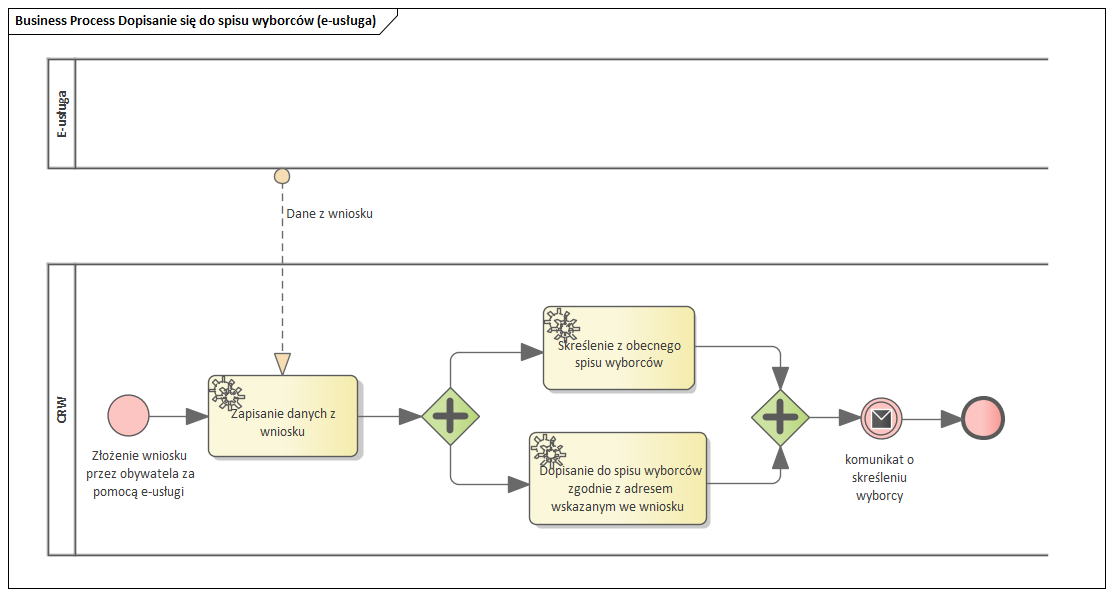 Business Process Dopisanie się do spisu wyborców (e-usługa)
E-usługa
Dane z wniosku
CRW
Złożenie wniosku
przez obywatela za
pomocą e-usługi
Zapisanie danych z
wniosku
Skreślenie z obecnego
spisu wyborców
Dopisanie do spisu wyborców
zgodnie z adresem
wskazanym we wniosku
komunikat o
skreśleniu
wyborcy